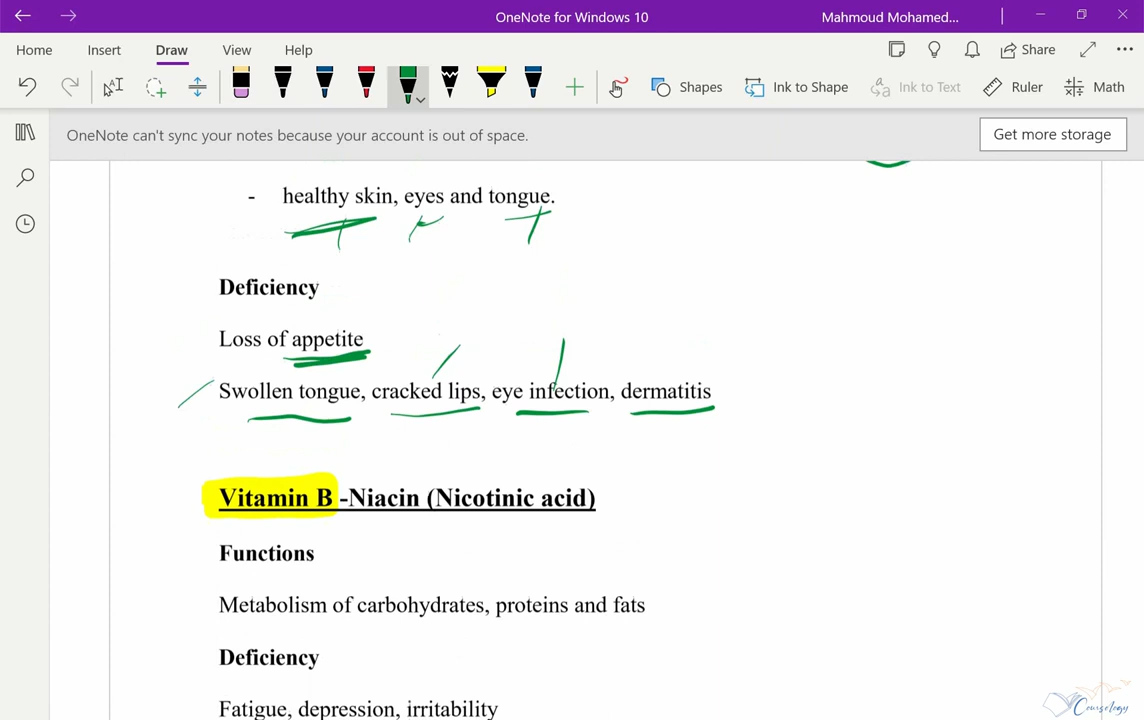 OneNote for Windows 10
Mahmoud Mohamed...
Home Insert Draw View Help
Share
Shapes Ink to Shape Ink to Text Ruler Math
OneNote can't sync your notes because your account is out of space.
Get more storage
- healthy skin, eyes and tongue.
Deficiency
Loss of appetite
Swollen tongue, cracked lips, eye infection, dermatitis
Vitamin B -Niacin (Nicotinic acid)
Functions
Metabolism of carbohydrates, proteins and fats
Deficiency
Fatigue, depression, irritability
Coursology